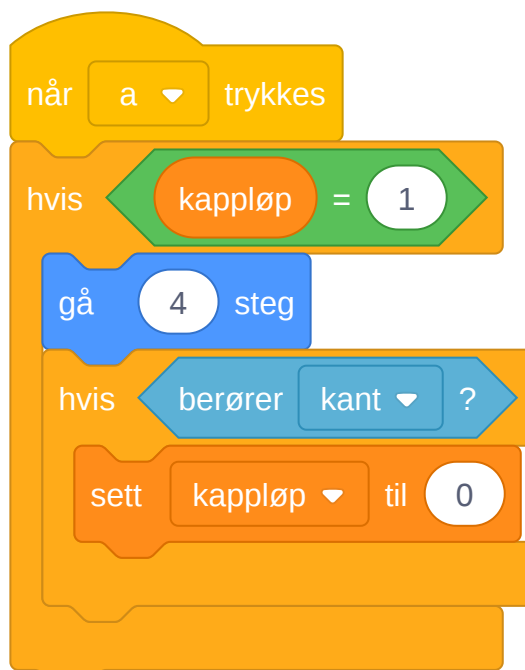 når a trykkes
hvis kappløp = 1
gå 4 steg
hvis berører kant ?
sett kappløp til 0